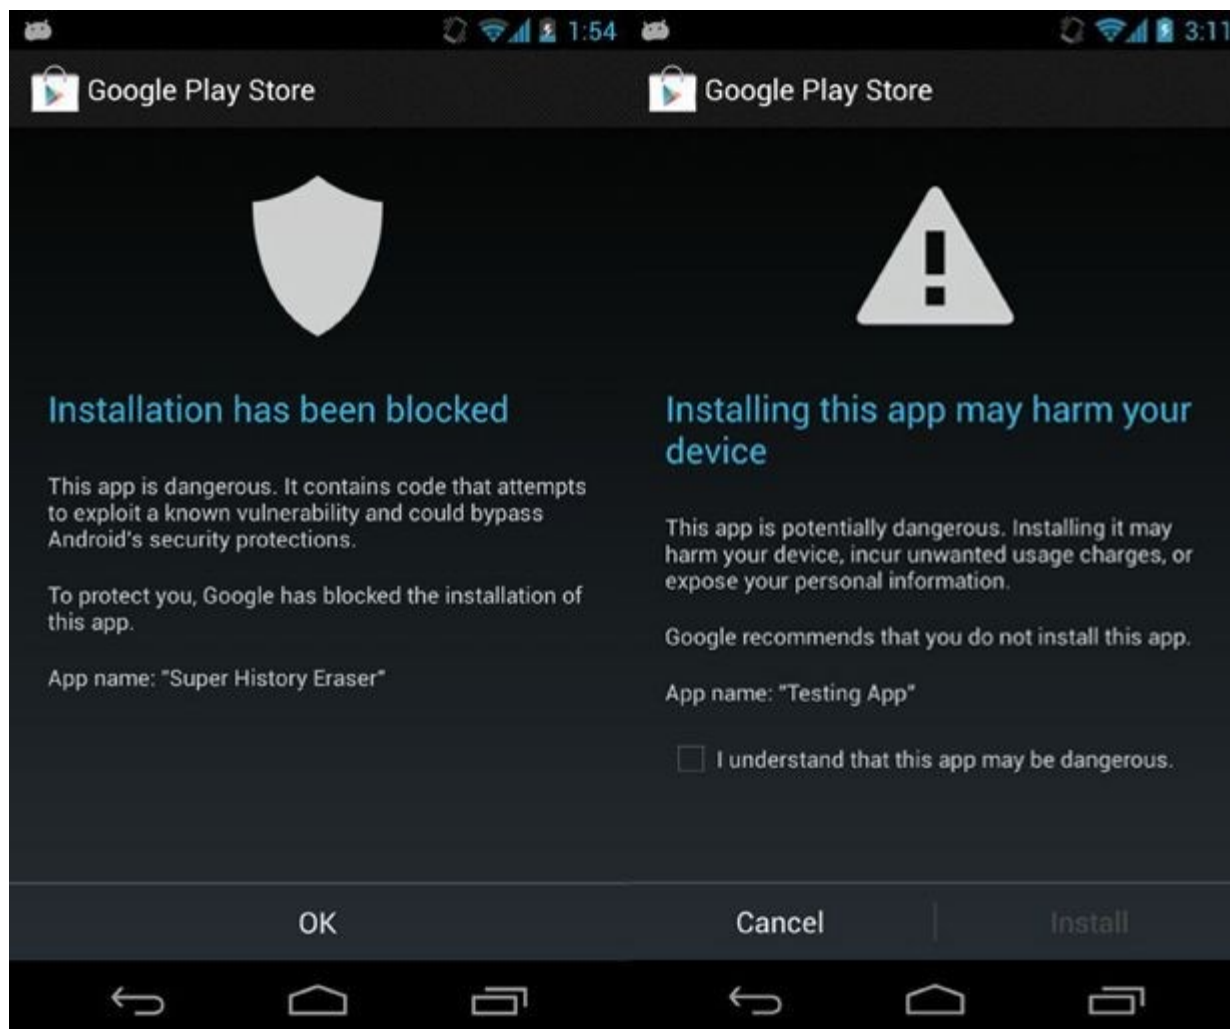 1:54
Google Play Store
Installation has been blocked
This app is dangerous. It contains code that attempts
to exploit a known vulnerability and could bypass
Android's security protections.
To protect you, Google has blocked the installation of
this app.
App name: "Super History Eraser"
OK
3:11
Google Play Store
Installing this app may harm your
device
This app is potentially dangerous. Installing it may
harm your device, incur unwanted usage charges, or
expose your personal information.
Google recommends that you do not install this app.
App name: "Testing App"
I understand that this app may be dangerous.
Cancel
Install